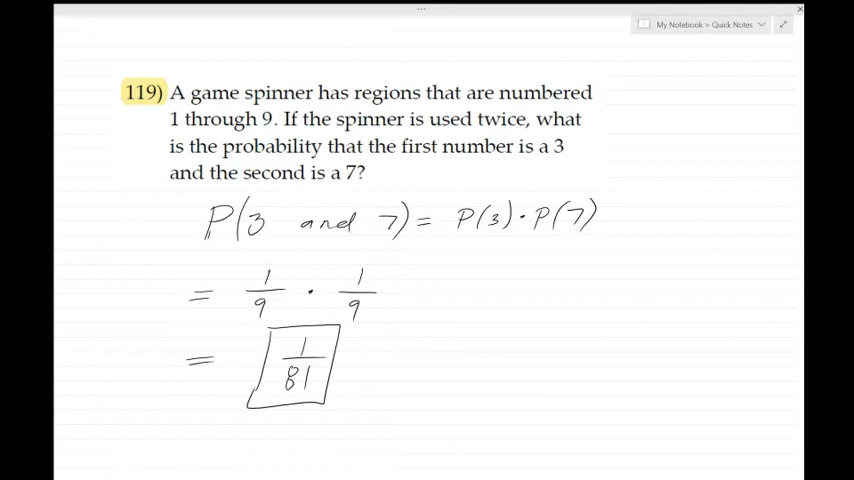 My Notebook > Quick Notes
119) A game spinner has regions that are numbered
1 through 9. If the spinner is used twice, what
is the probability that the first number is a 3
and the second is a 7?
P(3 and 7) = P(3) · P(7)
= 1/9 · 1/9
= 1/81